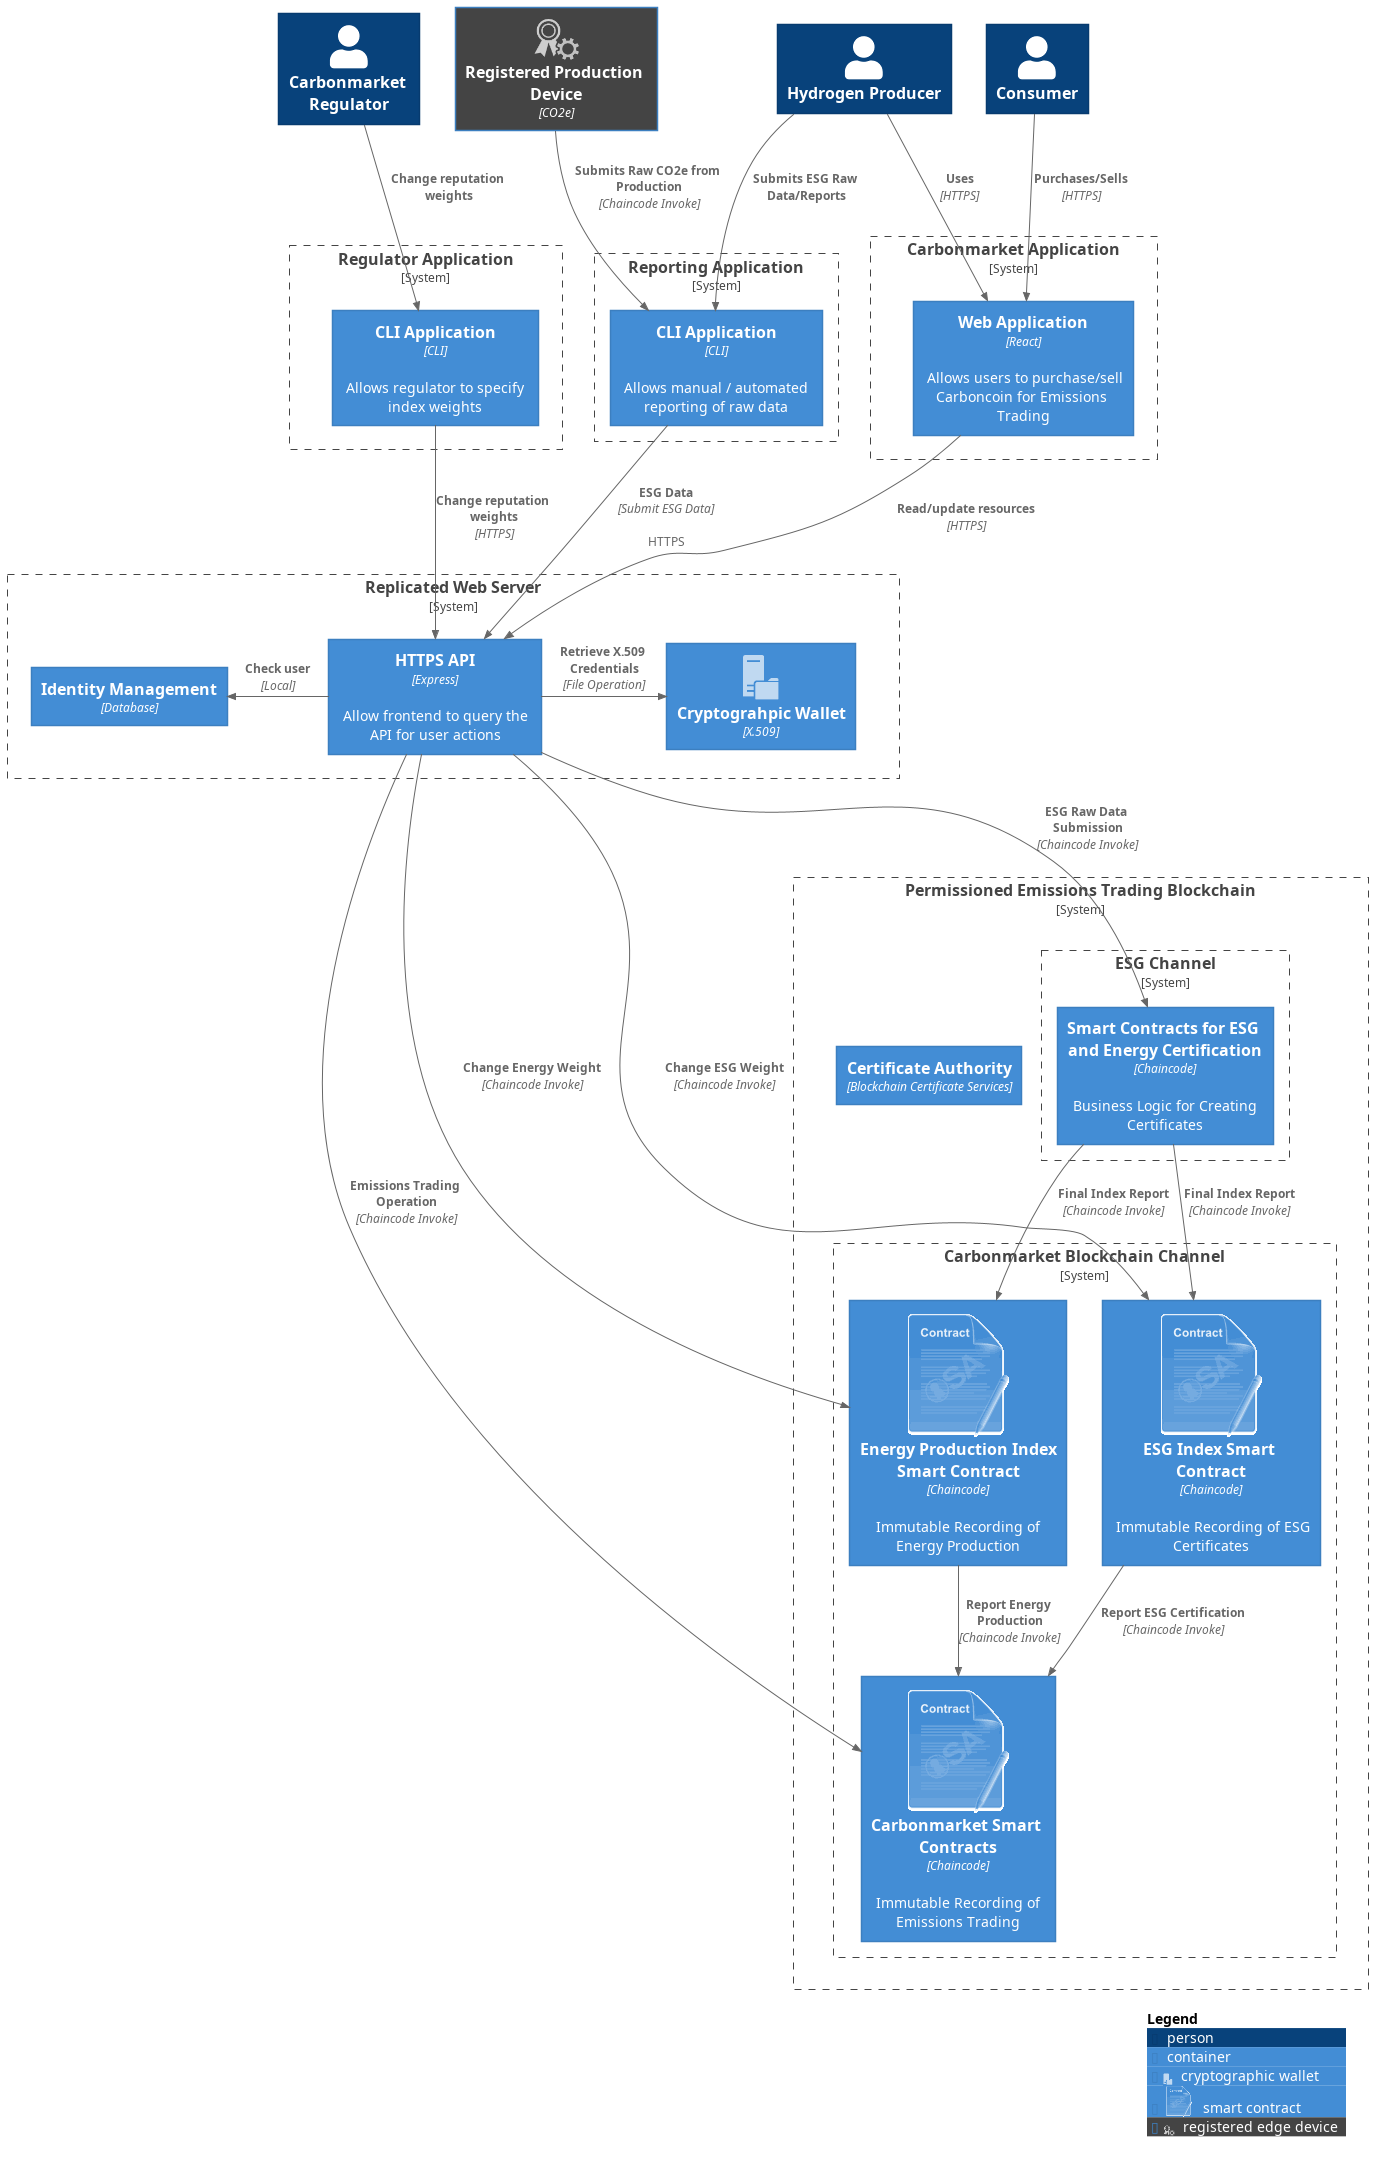 Carbonmarket
Regulator
Registered Production
Device
[CO2e]
Hydrogen Producer
Consumer
Change reputation
weights
Submits Raw CO2e from
Production
[Chaincode Invoke]
Submits ESG Raw
Data/Reports
Uses
[HTTPS]
Purchases/Sells
[HTTPS]
Regulator Application
[System]
CLI Application
[CLI]
Allows regulator to specify
index weights
Reporting Application
[System]
CLI Application
[CLI]
Allows manual / automated
reporting of raw data
Carbonmarket Application
[System]
Web Application
[React]
Allows users to purchase/sell
Carboncoin for Emissions
Trading
Change reputation
weights
[HTTPS]
ESG Data
[Submit ESG Data]
HTTPS
Read/update resources
[HTTPS]
Replicated Web Server
[System]
Identity Management
[Database]
Check user
[Local]
HTTPS API
[Express]
Allow frontend to query the
API for user actions
Retrieve X.509
Credentials
[File Operation]
Cryptograhpic Wallet
[X.509]
ESG Raw Data
Submission
[Chaincode Invoke]
Permissioned Emissions Trading Blockchain
[System]
ESG Channel
[System]
Smart Contracts for ESG
and Energy Certification
[Chaincode]
Business Logic for Creating
Certificates
Certificate Authority
[Blockchain Certificate Services]
Change Energy Weight
[Chaincode Invoke]
Change ESG Weight
[Chaincode Invoke]
Emissions Trading
Operation
[Chaincode Invoke]
Final Index Report
[Chaincode Invoke]
Final Index Report
[Chaincode Invoke]
Carbonmarket Blockchain Channel
[System]
Contract
OSA
Energy Production Index
Smart Contract
[Chaincode]
Immutable Recording of
Energy Production
Contract
OSA
ESG Index Smart
Contract
[Chaincode]
Immutable Recording of ESG
Certificates
Report Energy
Production
[Chaincode Invoke]
Report ESG Certification
[Chaincode Invoke]
Contract
OSA
Carbonmarket Smart
Contracts
[Chaincode]
Immutable Recording of
Emissions Trading
Legend
person
container
cryptographic wallet
smart contract
registered edge device